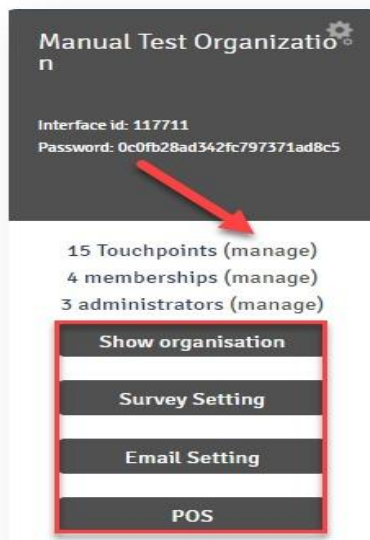 Manual Test Organizatio
n
Interface id: 117711
Password: 0c0fb28ad342fc797371ad8c5
15 Touchpoints (manage)
4 memberships (manage)
3 administrators (manage)
Show organisation
Survey Setting
Email Setting
POS